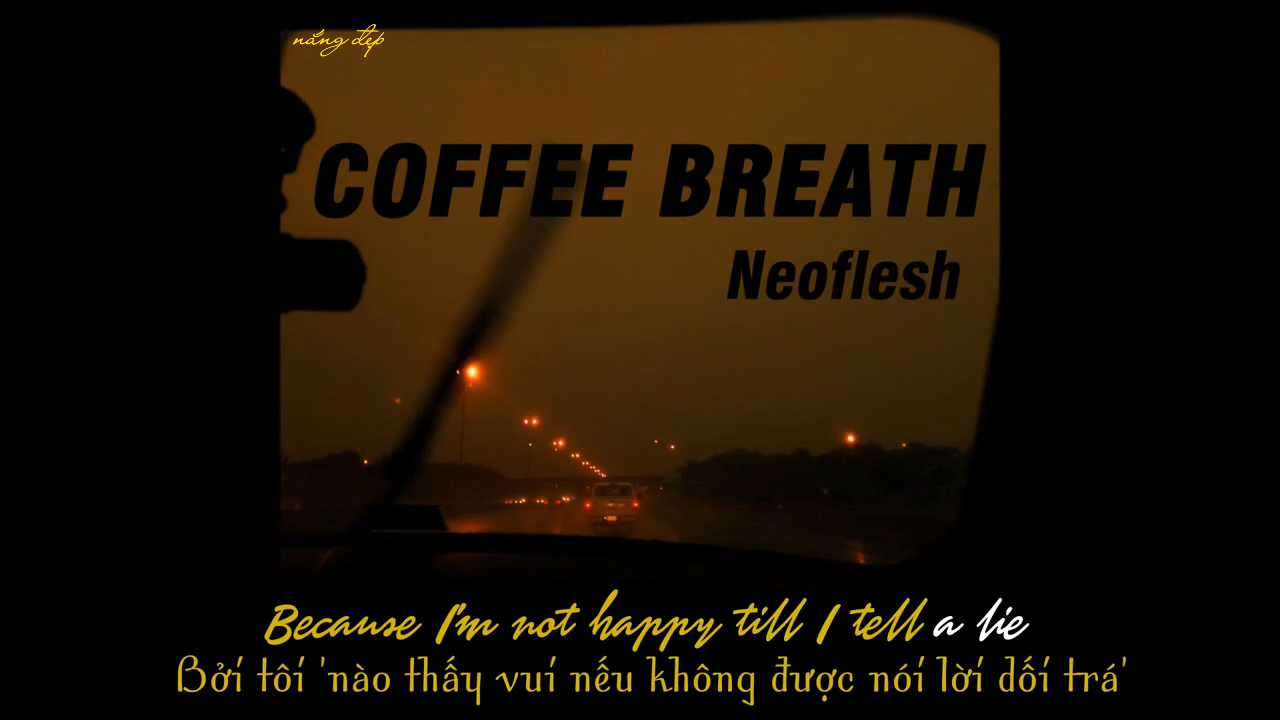 nắng đẹp
COFFEE BREATH
Neoflesh
Because I'm not happy till I tell a lie
Bởi tôi 'nào thấy vui nếu không được nói lời dối trá'